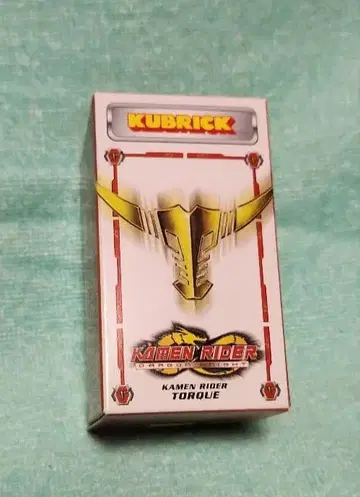 KUBRICK
KAMEN RIDER
DRAGON KNIGHT
KAMEN RIDER
TORQUE